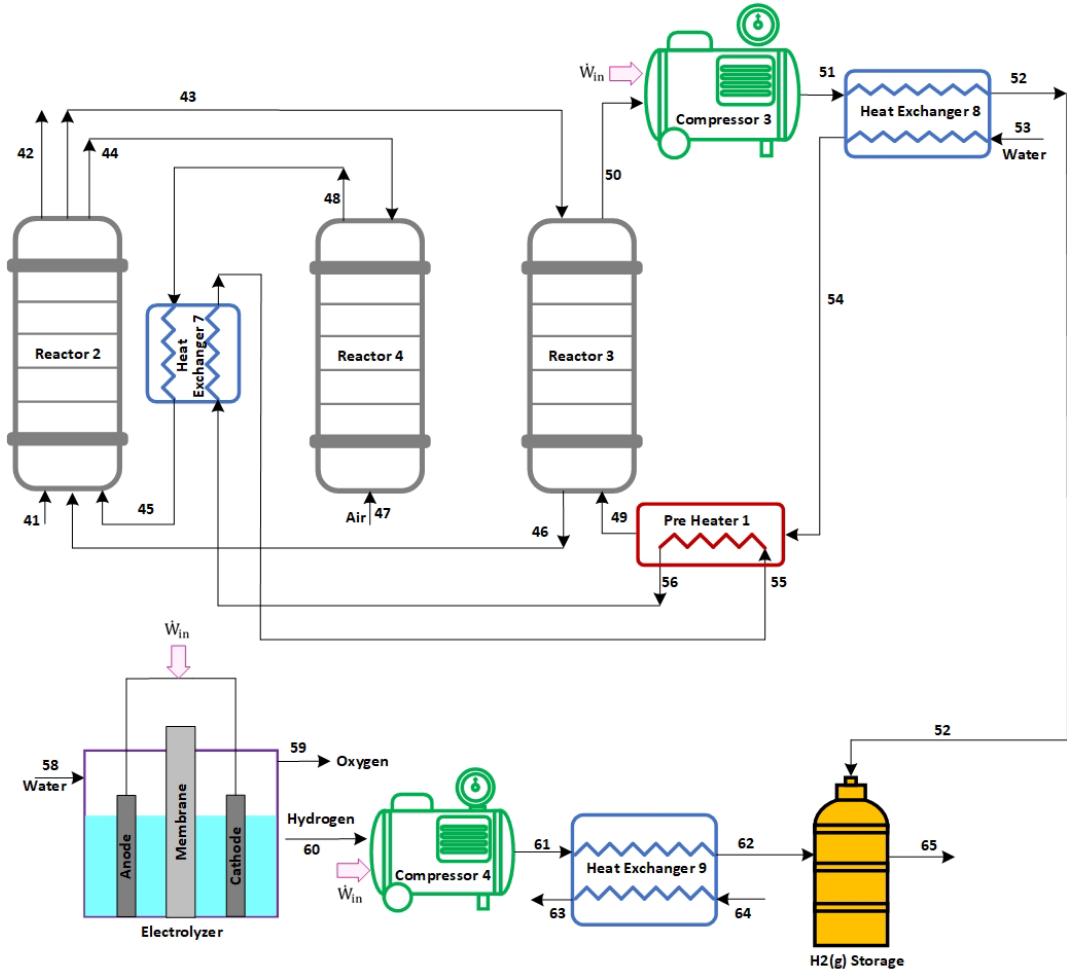 43
42
44
48
50
Ẇin
Compressor 3
51
Heat Exchanger 8
52
53
Water
54
Reactor 2
Heat
Exchanger 7
Reactor 4
Reactor 3
41
45
Air
47
46
49
Pre Heater 1
56
55
Ẇin
58
Water
59
Oxygen
Anode
Membrane
Cathode
Electrolyzer
Hydrogen
60
Ẇin
Compressor 4
61
Heat Exchanger 9
62
63
64
52
65
H2(g) Storage